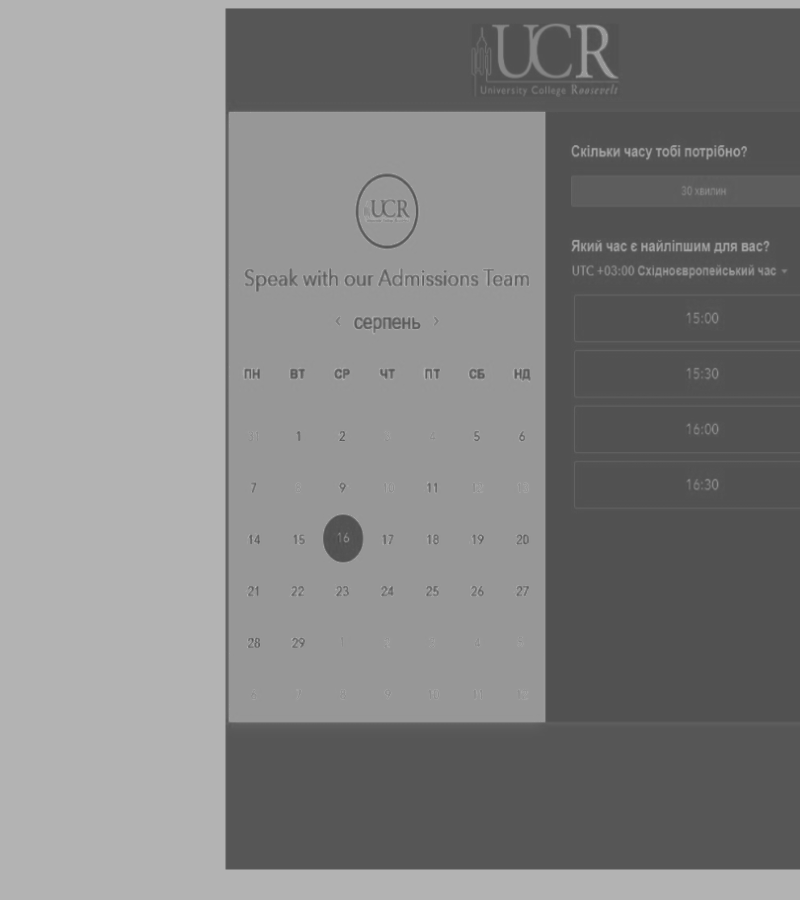 UCR
University College Roosevelt
UCR
Speak with our Admissions Team
‹ серпень ›
ПН ВТ СР ЧТ ПТ СБ НД
31 1 2 3 4 5 6
7 8 9 10 11 12 13
14 15 16 17 18 19 20
21 22 23 24 25 26 27
28 29 1 2 3 4
7 8 9 10 11
Скільки часу тобі потрібно?
30 хвилин
Який час є найліпшим для вас?
UTC +03:00 Східноєвропейський час
15:00
15:30
16:00
16:30